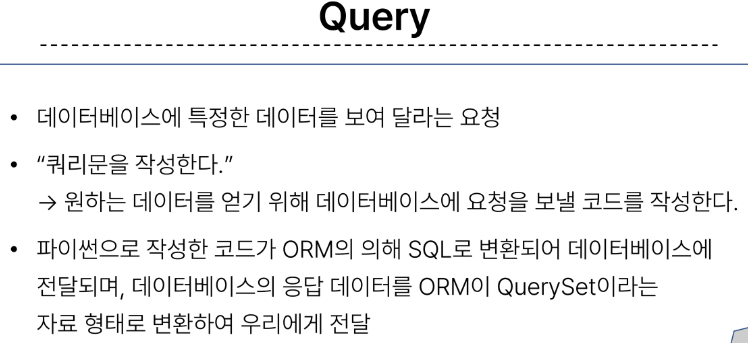 Query
• 데이터베이스에 특정한 데이터를 보여 달라는 요청
• “쿼리문을 작성한다.”
→ 원하는 데이터를 얻기 위해 데이터베이스에 요청을 보낼 코드를 작성한다.
• 파이썬으로 작성한 코드가 ORM의 의해 SQL로 변환되어 데이터베이스에
전달되며, 데이터베이스의 응답 데이터를 ORM이 QuerySet이라는
자료 형태로 변환하여 우리에게 전달